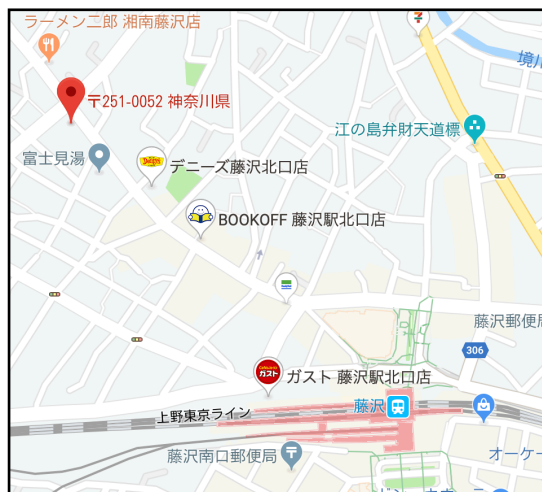 ラーメン二郎 湘南藤沢店
境川
〒251-0052 神奈川県
江の島弁財天道標
富士見湯
Denny's
デニーズ藤沢北口店
BOOKOFF 藤沢駅北口店
藤沢郵便局
306
ガスト
ガスト 藤沢駅北口店
藤沢
上野東京ライン
オーケー
藤沢南口郵便局